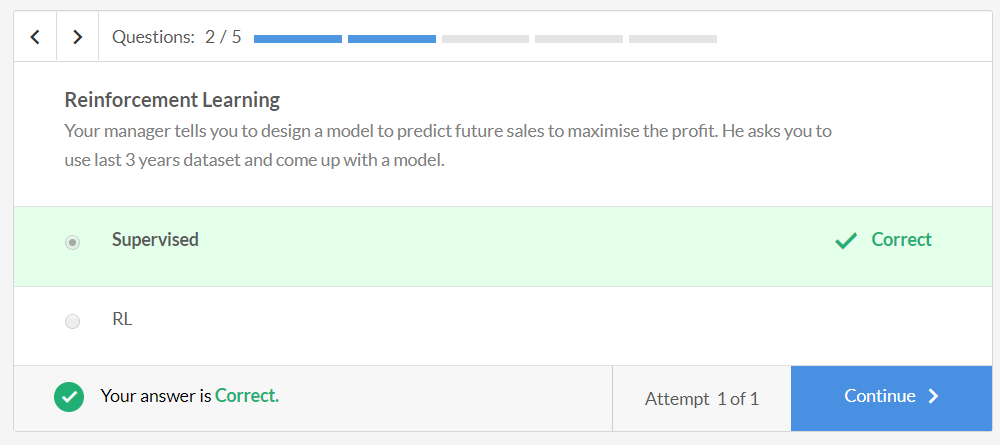 Questions: 2 / 5
Reinforcement Learning
Your manager tells you to design a model to predict future sales to maximise the profit. He asks you to
use last 3 years dataset and come up with a model.
Supervised
Correct
RL
Your answer is Correct.
Attempt 1 of 1
Continue